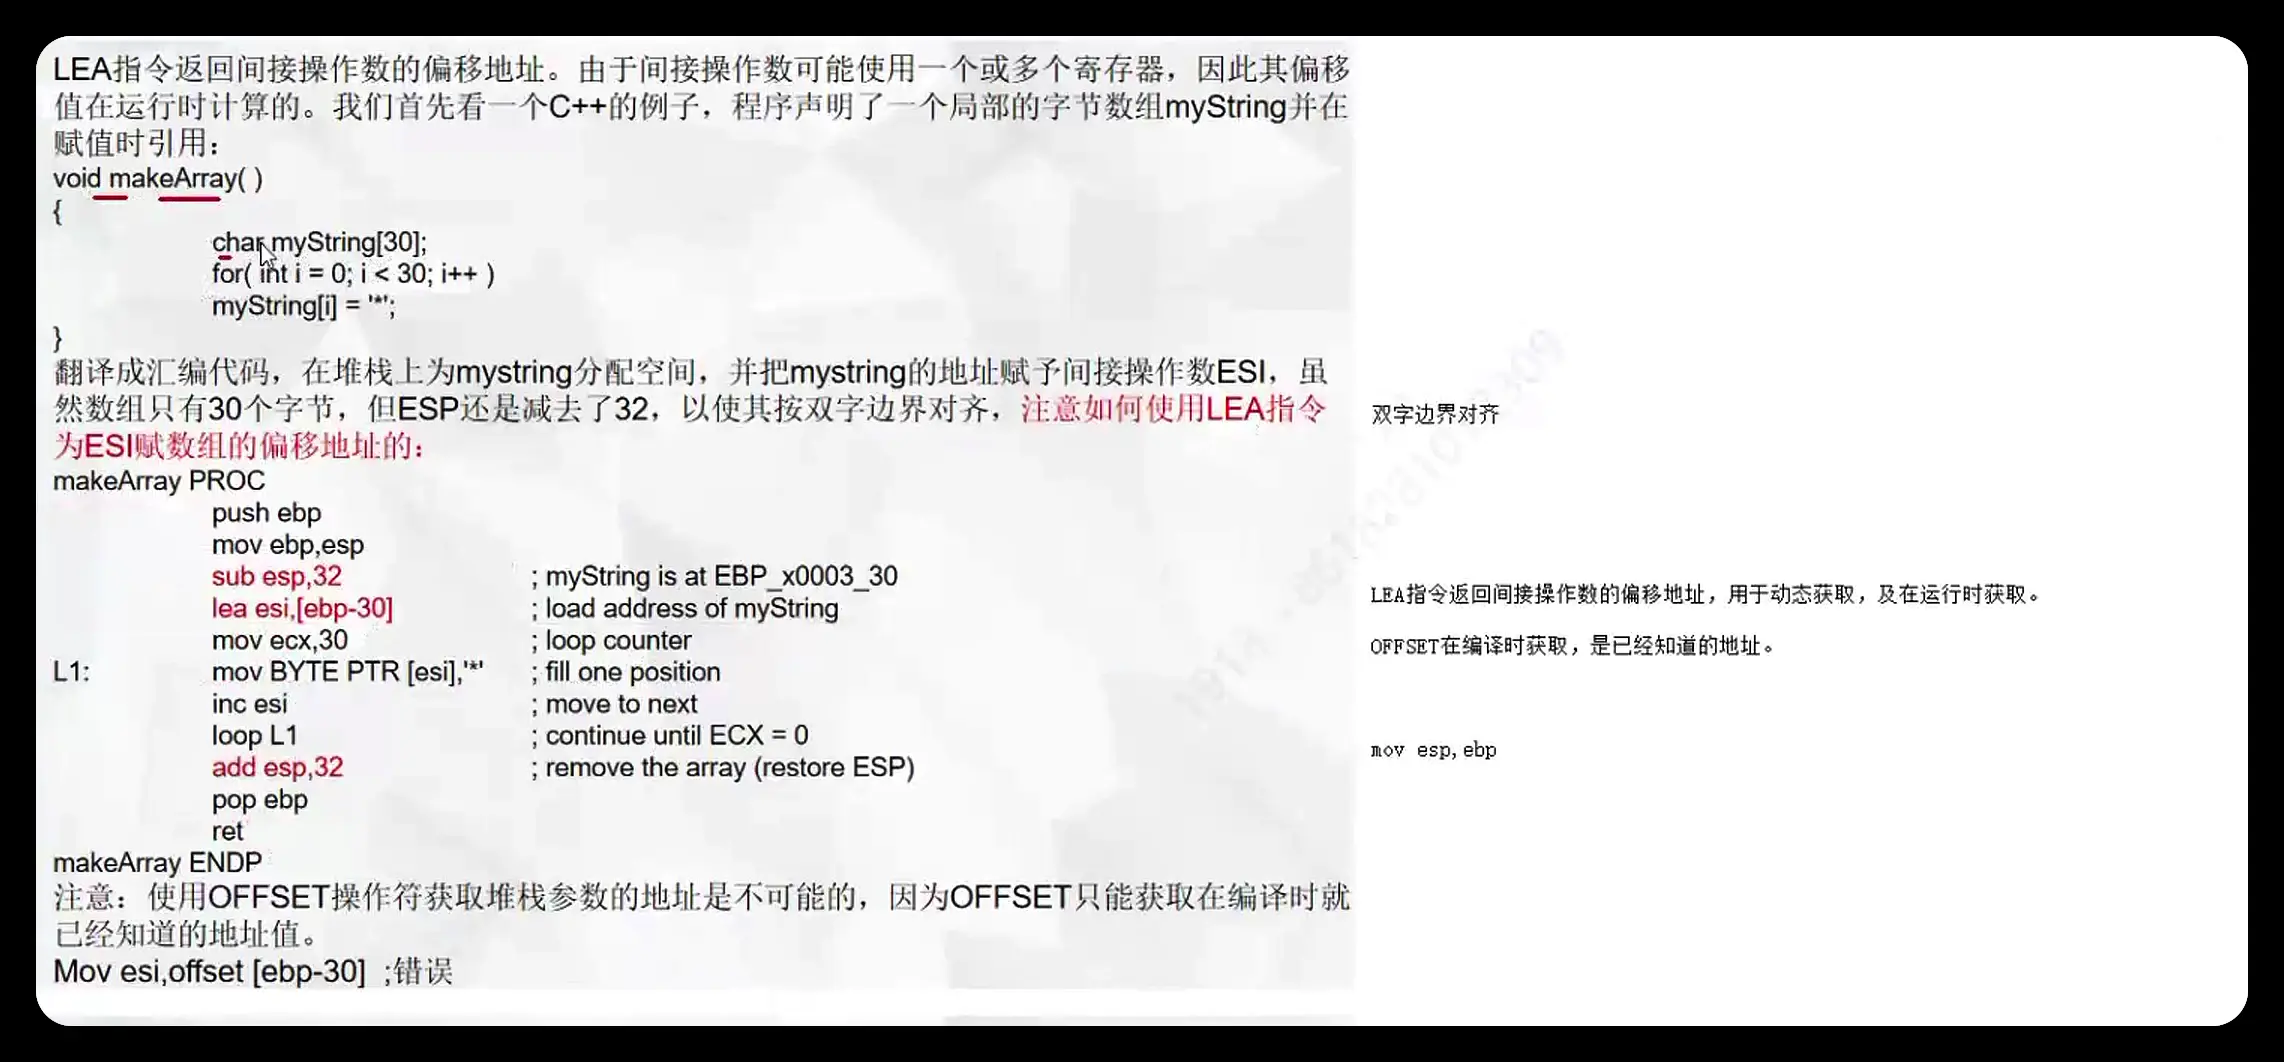 LEA指令返回间接操作数的偏移地址。由于间接操作数可能使用一个或多个寄存器，因此其偏移
值在运行时计算的。我们首先看一个C++的例子，程序声明了一个局部的字节数组myString并在
赋值时引用：
void makeArray( )
{
char myString[30];
for( int i = 0; i < 30; i++ )
myString[i] = '*';
}
翻译成汇编代码，在堆栈上为mystring分配空间，并把mystring的地址赋予间接操作数ESI，虽
然数组只有30个字节，但ESP还是减去了32，以使其按双字边界对齐，注意如何使用LEA指令
为ESI赋数组的偏移地址的：
双字边界对齐
makeArray PROC
push ebp
mov ebp,esp
sub esp,32 ; myString is at EBP_x0003_30
lea esi,[ebp-30] ; load address of myString
mov ecx,30 ; loop counter
L1: mov BYTE PTR [esi],'*' ; fill one position
inc esi ; move to next
loop L1 ; continue until ECX = 0
add esp,32 ; remove the array (restore ESP)
pop ebp
ret
makeArray ENDP
LEA指令返回间接操作数的偏移地址，用于动态获取，及在运行时获取。
OFFSET在编译时获取，是已经知道的地址。
mov esp,ebp
注意：使用OFFSET操作符获取堆栈参数的地址是不可能的，因为OFFSET只能获取在编译时就
已经知道的地址值。
Mov esi,offset [ebp-30] ;错误